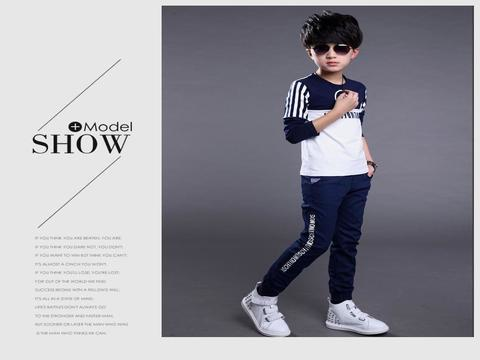 Model
SHOW
IF YOU THINK YOU ARE BEATEN, YOU ARE;
IF YOU THINK YOU DARE NOT, YOU DON'T;
IF YOU WANT TO WIN BUT THINK YOU CAN'T;
IT'S ALMOST A CINCH YOU WON'T.
IF YOU THINK YOU'LL LOSE, YOU'RE LOST;
FOR OUT OF THE WORLD WE FIND
SUCCESS BEGINS WITH A FELLOW'S WILL;
IT'S ALL IN A STATE OF MIND.
LIFE'S BATTLES DON'T ALWAYS GO
TO THE STRONGER AND FASTER MAN,
BUT SOONER OR LATER THE MAN WHO WINS
IS THE MAN WHO THINKS HE CAN.